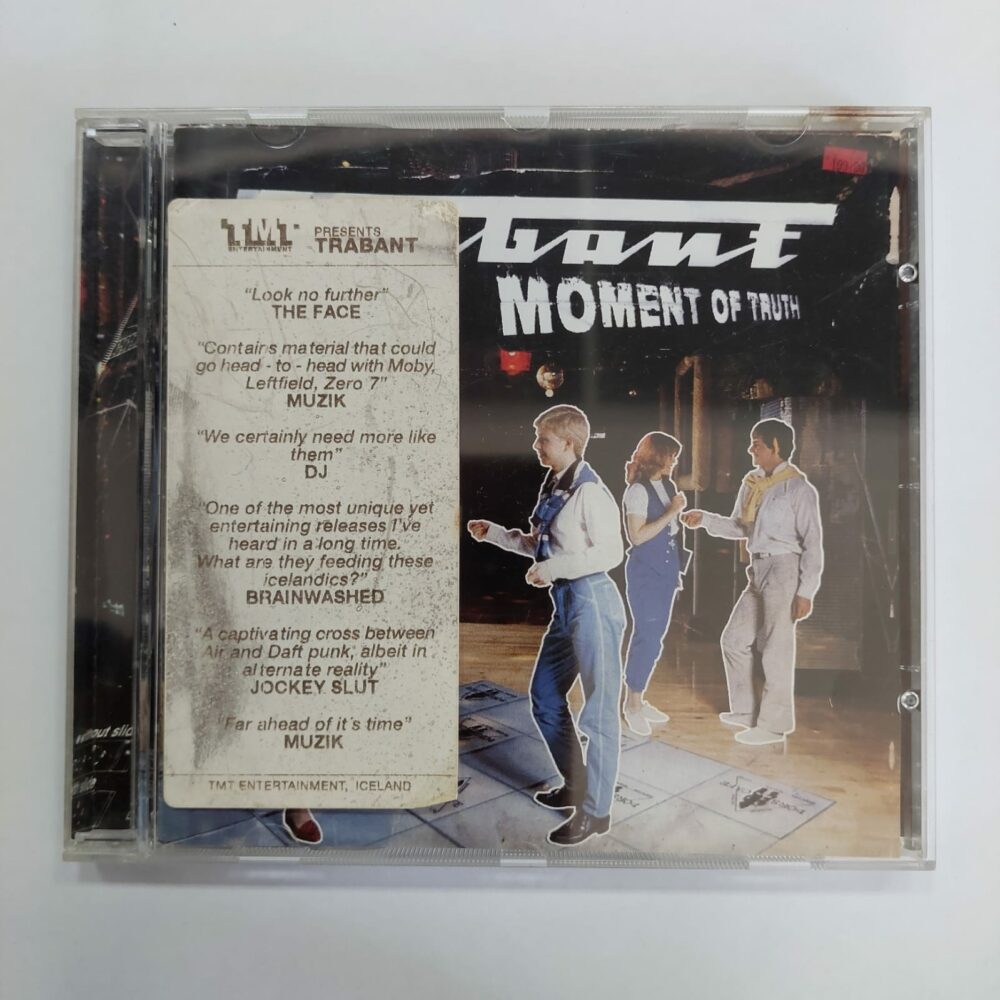 TMT
ENTERTAINMENT
PRESENTS
TRABANT
"Look no further"
THE FACE
"Contains material that could
go head - to - head with Moby,
Leftfield, Zero 7"
MUZIK
"We certainly need more like
them"
DJ
"One of the most unique yet
entertaining releases I've
heard in a long time.
What are they feeding these
icelandics?"
BRAINWASHED
"A captivating cross between
Air and Daft punk, albeit in
alternate reality"
JOCKEY SLUT
"Far ahead of it's time"
MUZIK
TMT ENTERTAINMENT, ICELAND
bant
MOMENT OF TRUTH